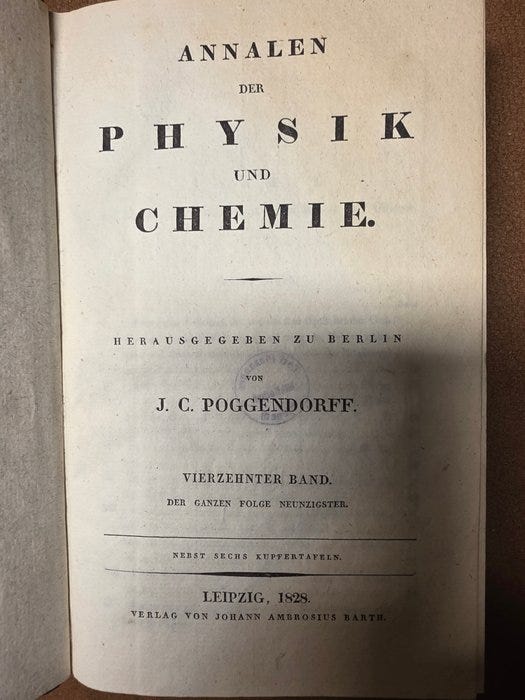 ANNALEN
DER
PHYSIK
UND
CHEMIE.
HERAUSGEGEBEN ZU BERLIN
VON
J. C. POGGENDORFF.
VIERZEHNTER BAND.
DER GANZEN FOLGE NEUNZIGSTER.
NEBST SECHS KUPFERTAFELN.
LEIPZIG, 1828.
VERLAG VON JOHANN AMBROSIUS BARTH.